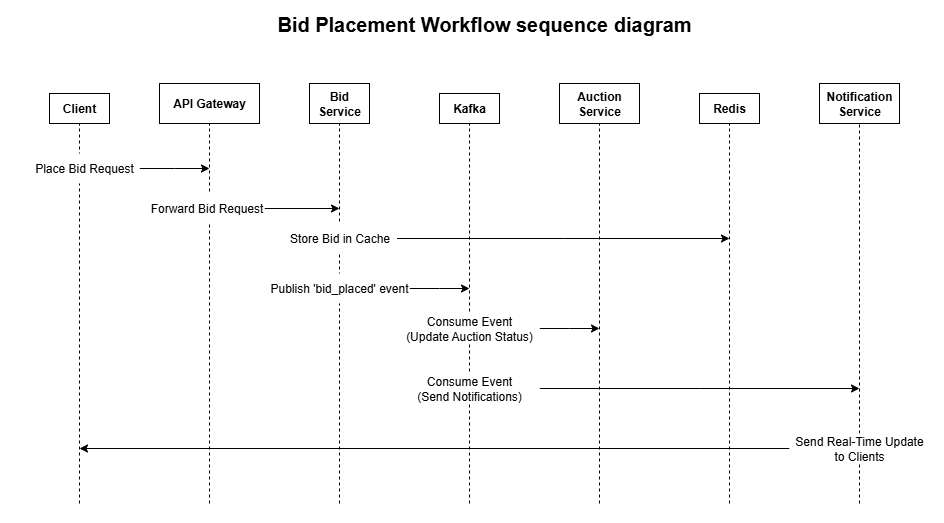 Bid Placement Workflow sequence diagram
Client
API Gateway
Bid
Service
Kafka
Auction
Service
Redis
Notification
Service
Place Bid Request
Forward Bid Request
Store Bid in Cache
Publish 'bid_placed' event
Consume Event
(Update Auction Status)
Consume Event
(Send Notifications)
Send Real-Time Update
to Clients